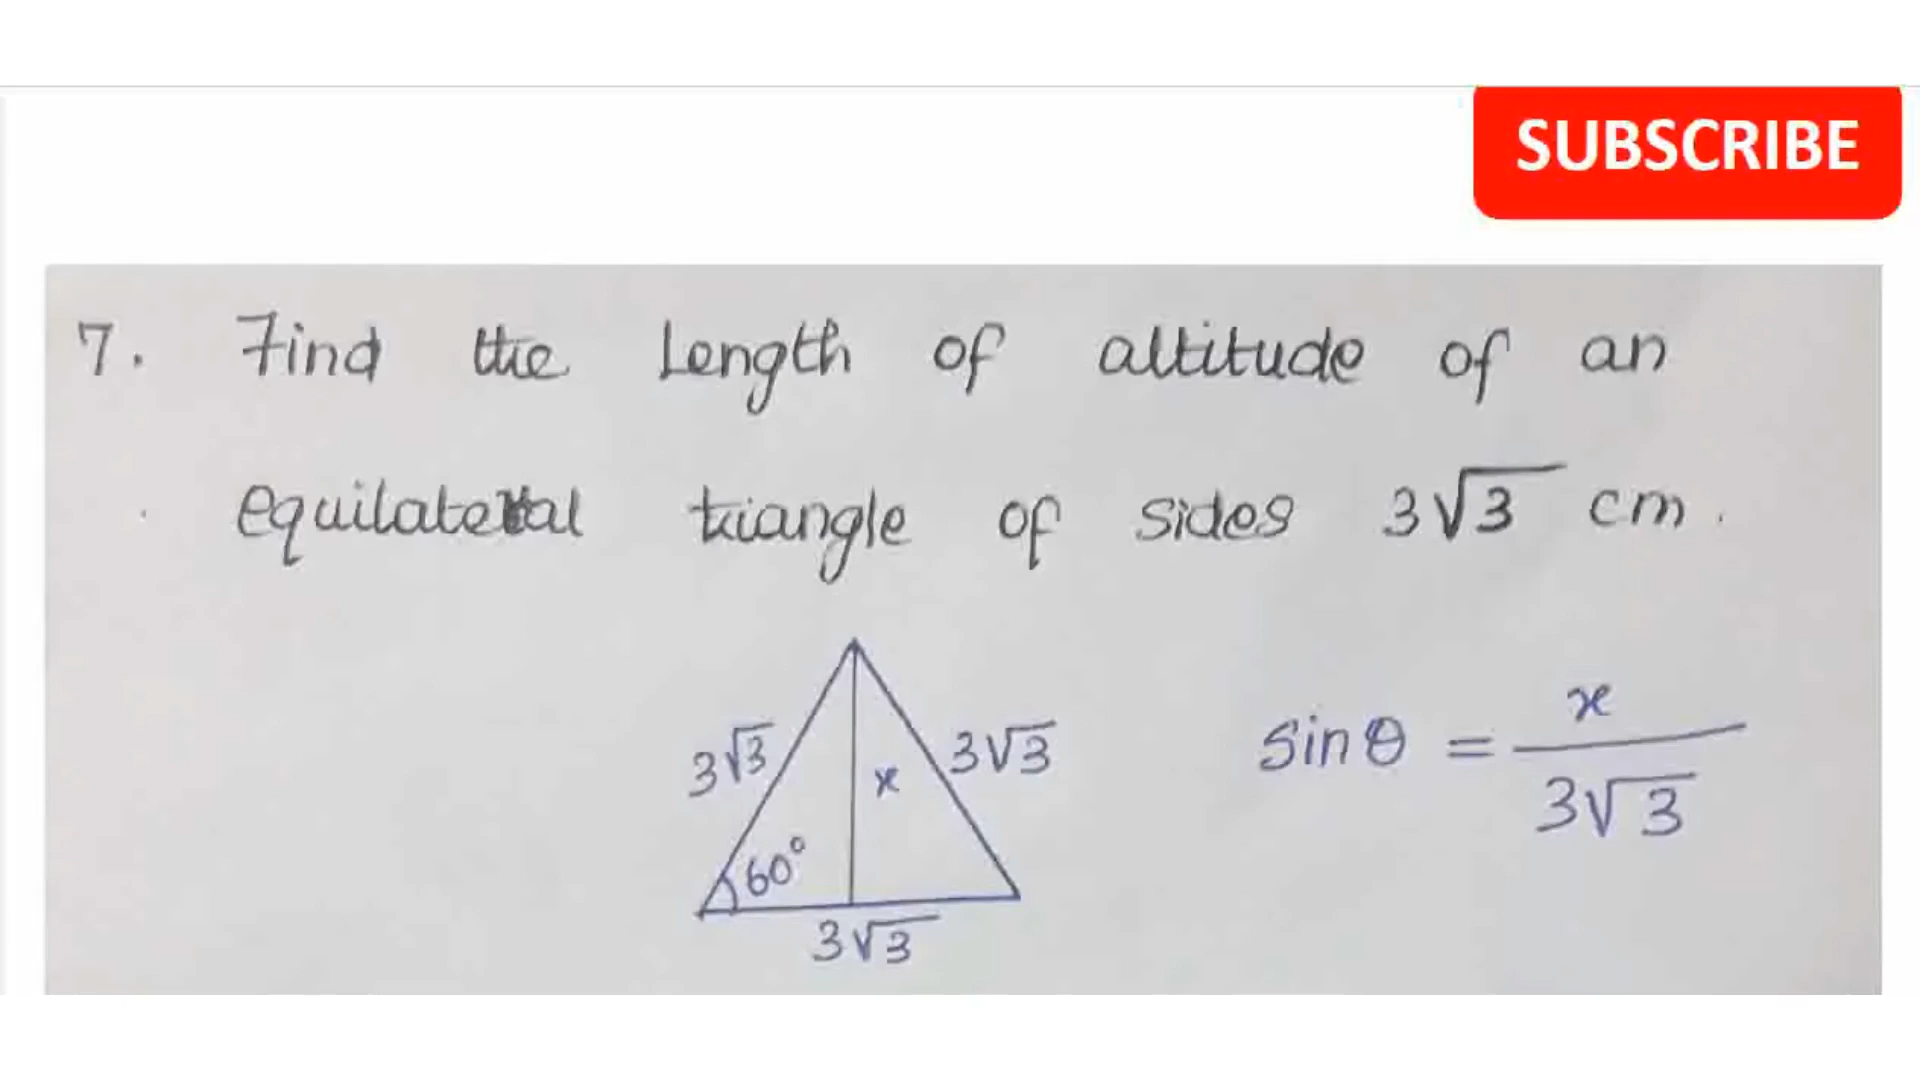 SUBSCRIBE
7. Find the Length of altitude of an
equilateral triangle of sides 3√3 cm.
3√3
x
3√3
60°
3√3
sin θ = x / 3√3